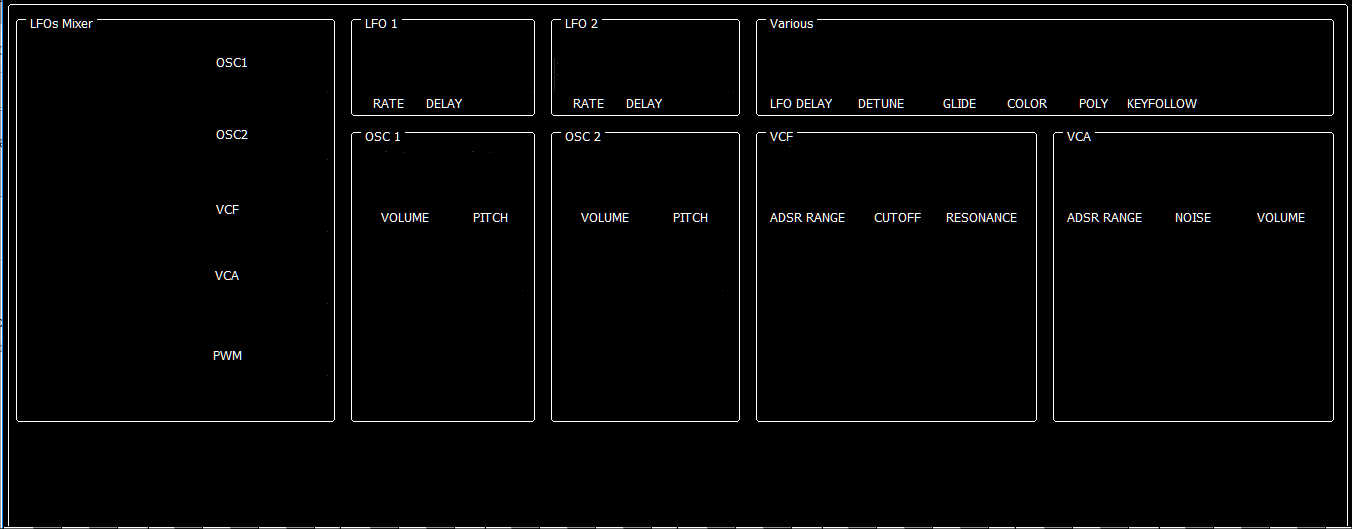 LFOs Mixer
OSC1
OSC2
VCF
VCA
PWM
LFO 1
RATE DELAY
LFO 2
RATE DELAY
Various
LFO DELAY DETUNE GLIDE COLOR POLY KEYFOLLOW
OSC 1
VOLUME PITCH
OSC 2
VOLUME PITCH
VCF
ADSR RANGE CUTOFF RESONANCE
VCA
ADSR RANGE NOISE VOLUME